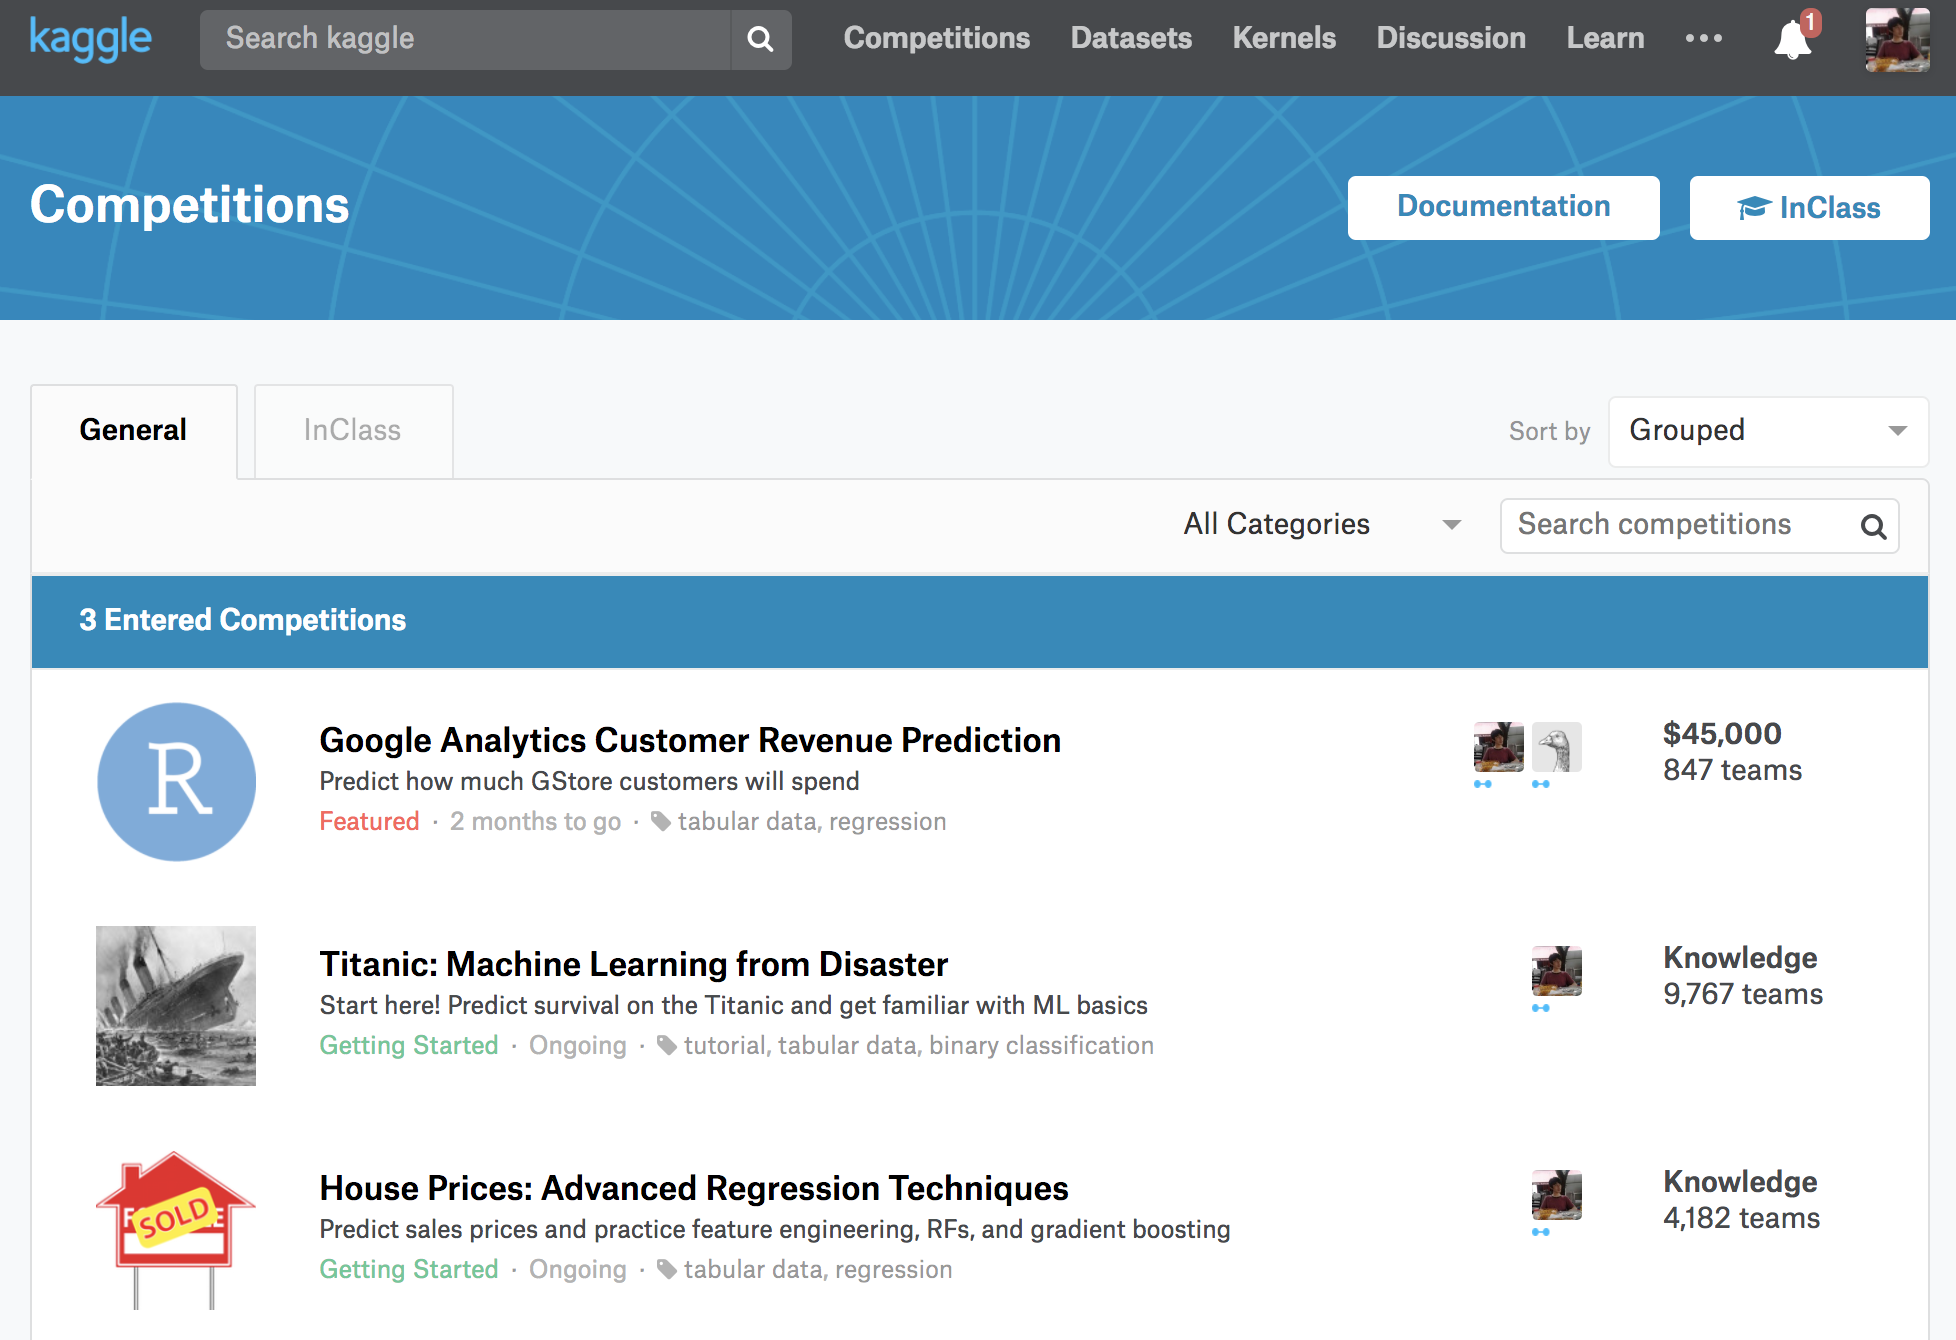 kaggle
Search kaggle
Competitions
Datasets
Kernels
Discussion
Learn
1
Competitions
Documentation
InClass
General
InClass
Sort by
Grouped
All Categories
Search competitions
3 Entered Competitions
R
Google Analytics Customer Revenue Prediction
Predict how much GStore customers will spend
Featured · 2 months to go · tabular data, regression
$45,000
847 teams
Titanic: Machine Learning from Disaster
Start here! Predict survival on the Titanic and get familiar with ML basics
Getting Started · Ongoing · tutorial, tabular data, binary classification
Knowledge
9,767 teams
SOLD
House Prices: Advanced Regression Techniques
Predict sales prices and practice feature engineering, RFs, and gradient boosting
Getting Started · Ongoing · tabular data, regression
Knowledge
4,182 teams